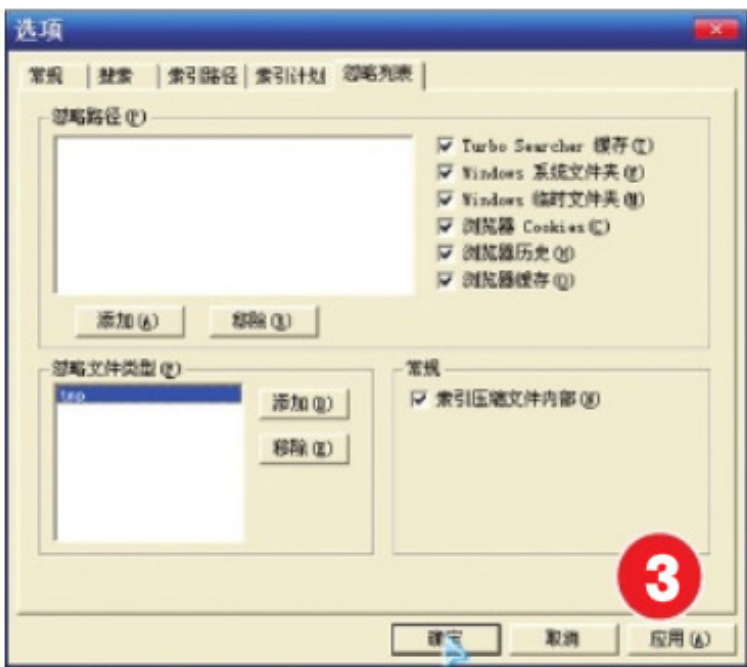 选项
常规 搜索 索引路径 索引计划 忽略列表
忽略路径(P)
Turbo Searcher 缓存(T)
Windows 系统文件夹
Windows 临时文件夹
浏览器 Cookies(C)
浏览器历史
浏览器缓存
添加(A) 移除
忽略文件类型
tmp
添加
移除
常规
索引压缩文件内部
3
确定 取消 应用(A)